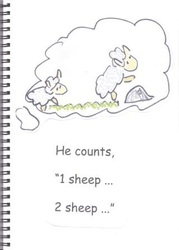 He counts,
"1 sheep ...
2 sheep ..."